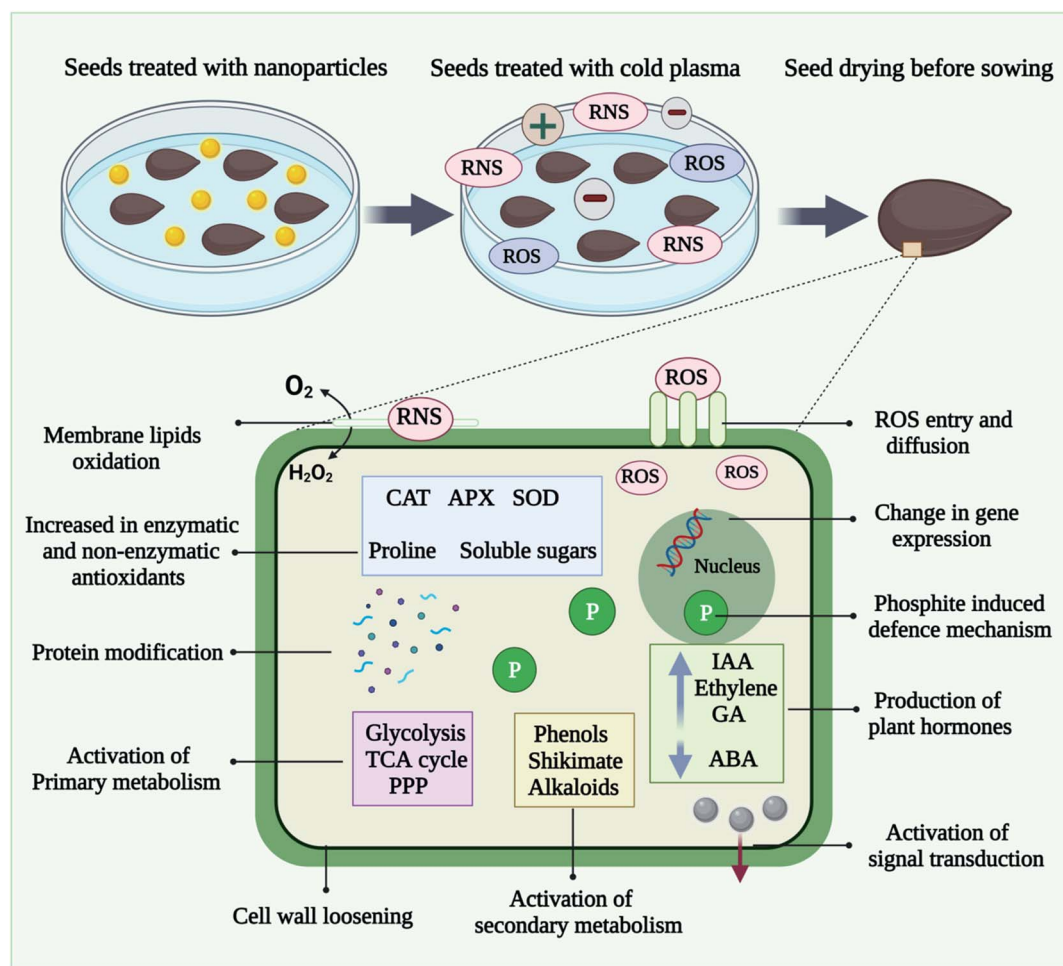 Seeds treated with nanoparticles
Seeds treated with cold plasma
Seed drying before sowing
RNS
RNS
ROS
ROS
RNS
O₂
RNS
H₂O₂
Membrane lipids
oxidation
ROS
ROS
ROS
ROS entry and
diffusion
CAT APX SOD
Proline Soluble sugars
Increased in enzymatic
and non-enzymatic
antioxidants
Nucleus
Change in gene
expression
P
P
P
Phosphite induced
defence mechanism
Protein modification
IAA
Ethylene
GA
ABA
Production of
plant hormones
Glycolysis
TCA cycle
PPP
Activation of
Primary metabolism
Phenols
Shikimate
Alkaloids
Activation of
signal transduction
Cell wall loosening
Activation of
secondary metabolism